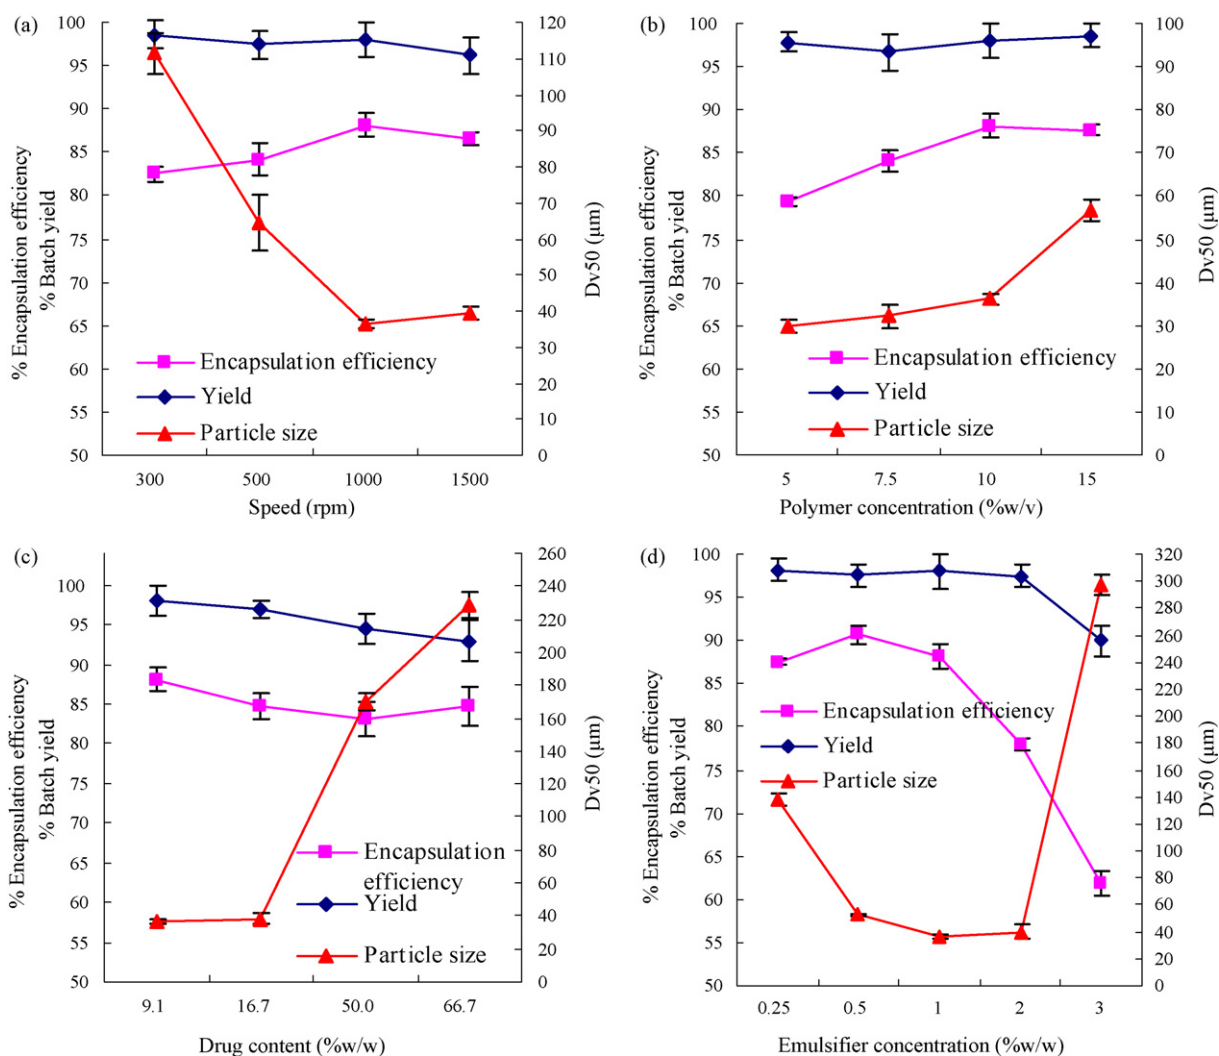 (a)
100
95
90
85
80
75
70
65
60
55
50
% Encapsulation efficiency
% Batch yield
120
110
100
90
80
70
60
50
40
30
20
10
0
Dv50 (μm)
Encapsulation efficiency
Yield
Particle size
300 500 1000 1500
Speed (rpm)
(b)
100
95
90
85
80
75
70
65
60
55
50
% Encapsulation efficiency
% Batch yield
100
90
80
70
60
50
40
30
20
10
0
Dv50 (μm)
Encapsulation efficiency
Yield
Particle size
5 7.5 10 15
Polymer concentration (%w/v)
(c)
100
95
90
85
80
75
70
65
60
55
50
% Encapsulation efficiency
% Batch yield
260
240
220
200
180
160
140
120
100
80
60
40
20
0
Dv50 (μm)
Encapsulation
efficiency
Yield
Particle size
9.1 16.7 50.0 66.7
Drug content (%w/w)
(d)
100
95
90
85
80
75
70
65
60
55
50
% Encapsulation efficiency
% Batch yield
320
300
280
260
240
220
200
180
160
140
120
100
80
60
40
20
0
Dv50 (μm)
Encapsulation efficiency
Yield
Particle size
0.25 0.5 1 2 3
Emulsifier concentration (%w/w)